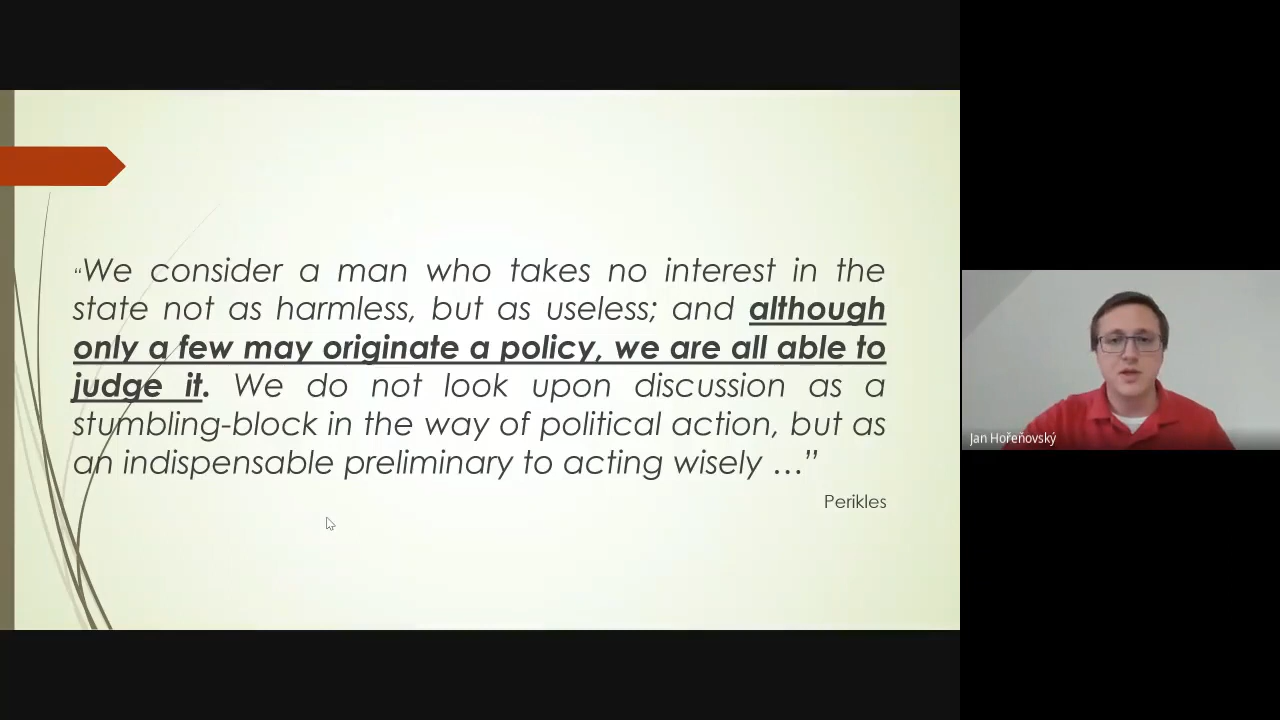 “We consider a man who takes no interest in the
state not as harmless, but as useless; and although
only a few may originate a policy, we are all able to
judge it. We do not look upon discussion as a
stumbling-block in the way of political action, but as
an indispensable preliminary to acting wisely …”
Perikles
Jan Hořeňovský